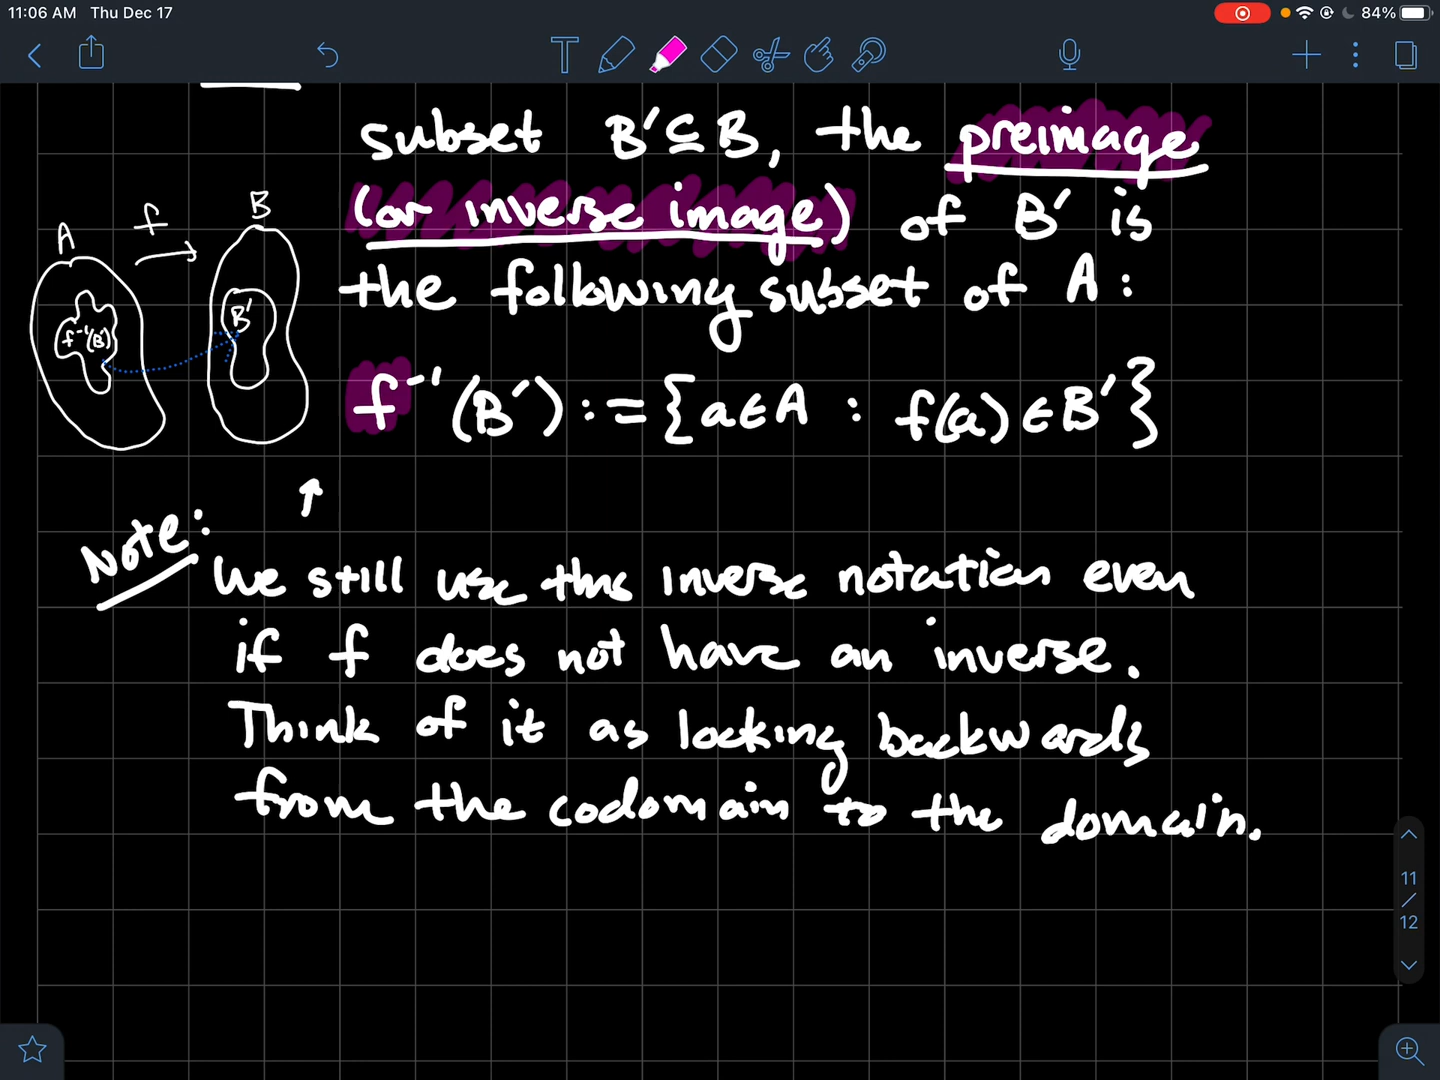 11:06 AM Thu Dec 17
84%
subset B'⊆B, the preimage
(or inverse image) of B' is
the following subset of A:
A f B
f⁻¹(B') B'
f⁻¹(B') := {a∈A : f(a)∈B'}
↑
Note:
We still use this inverse notation even
if f does not have an inverse.
Think of it as looking backwards
from the codomain to the domain.
11
/
12